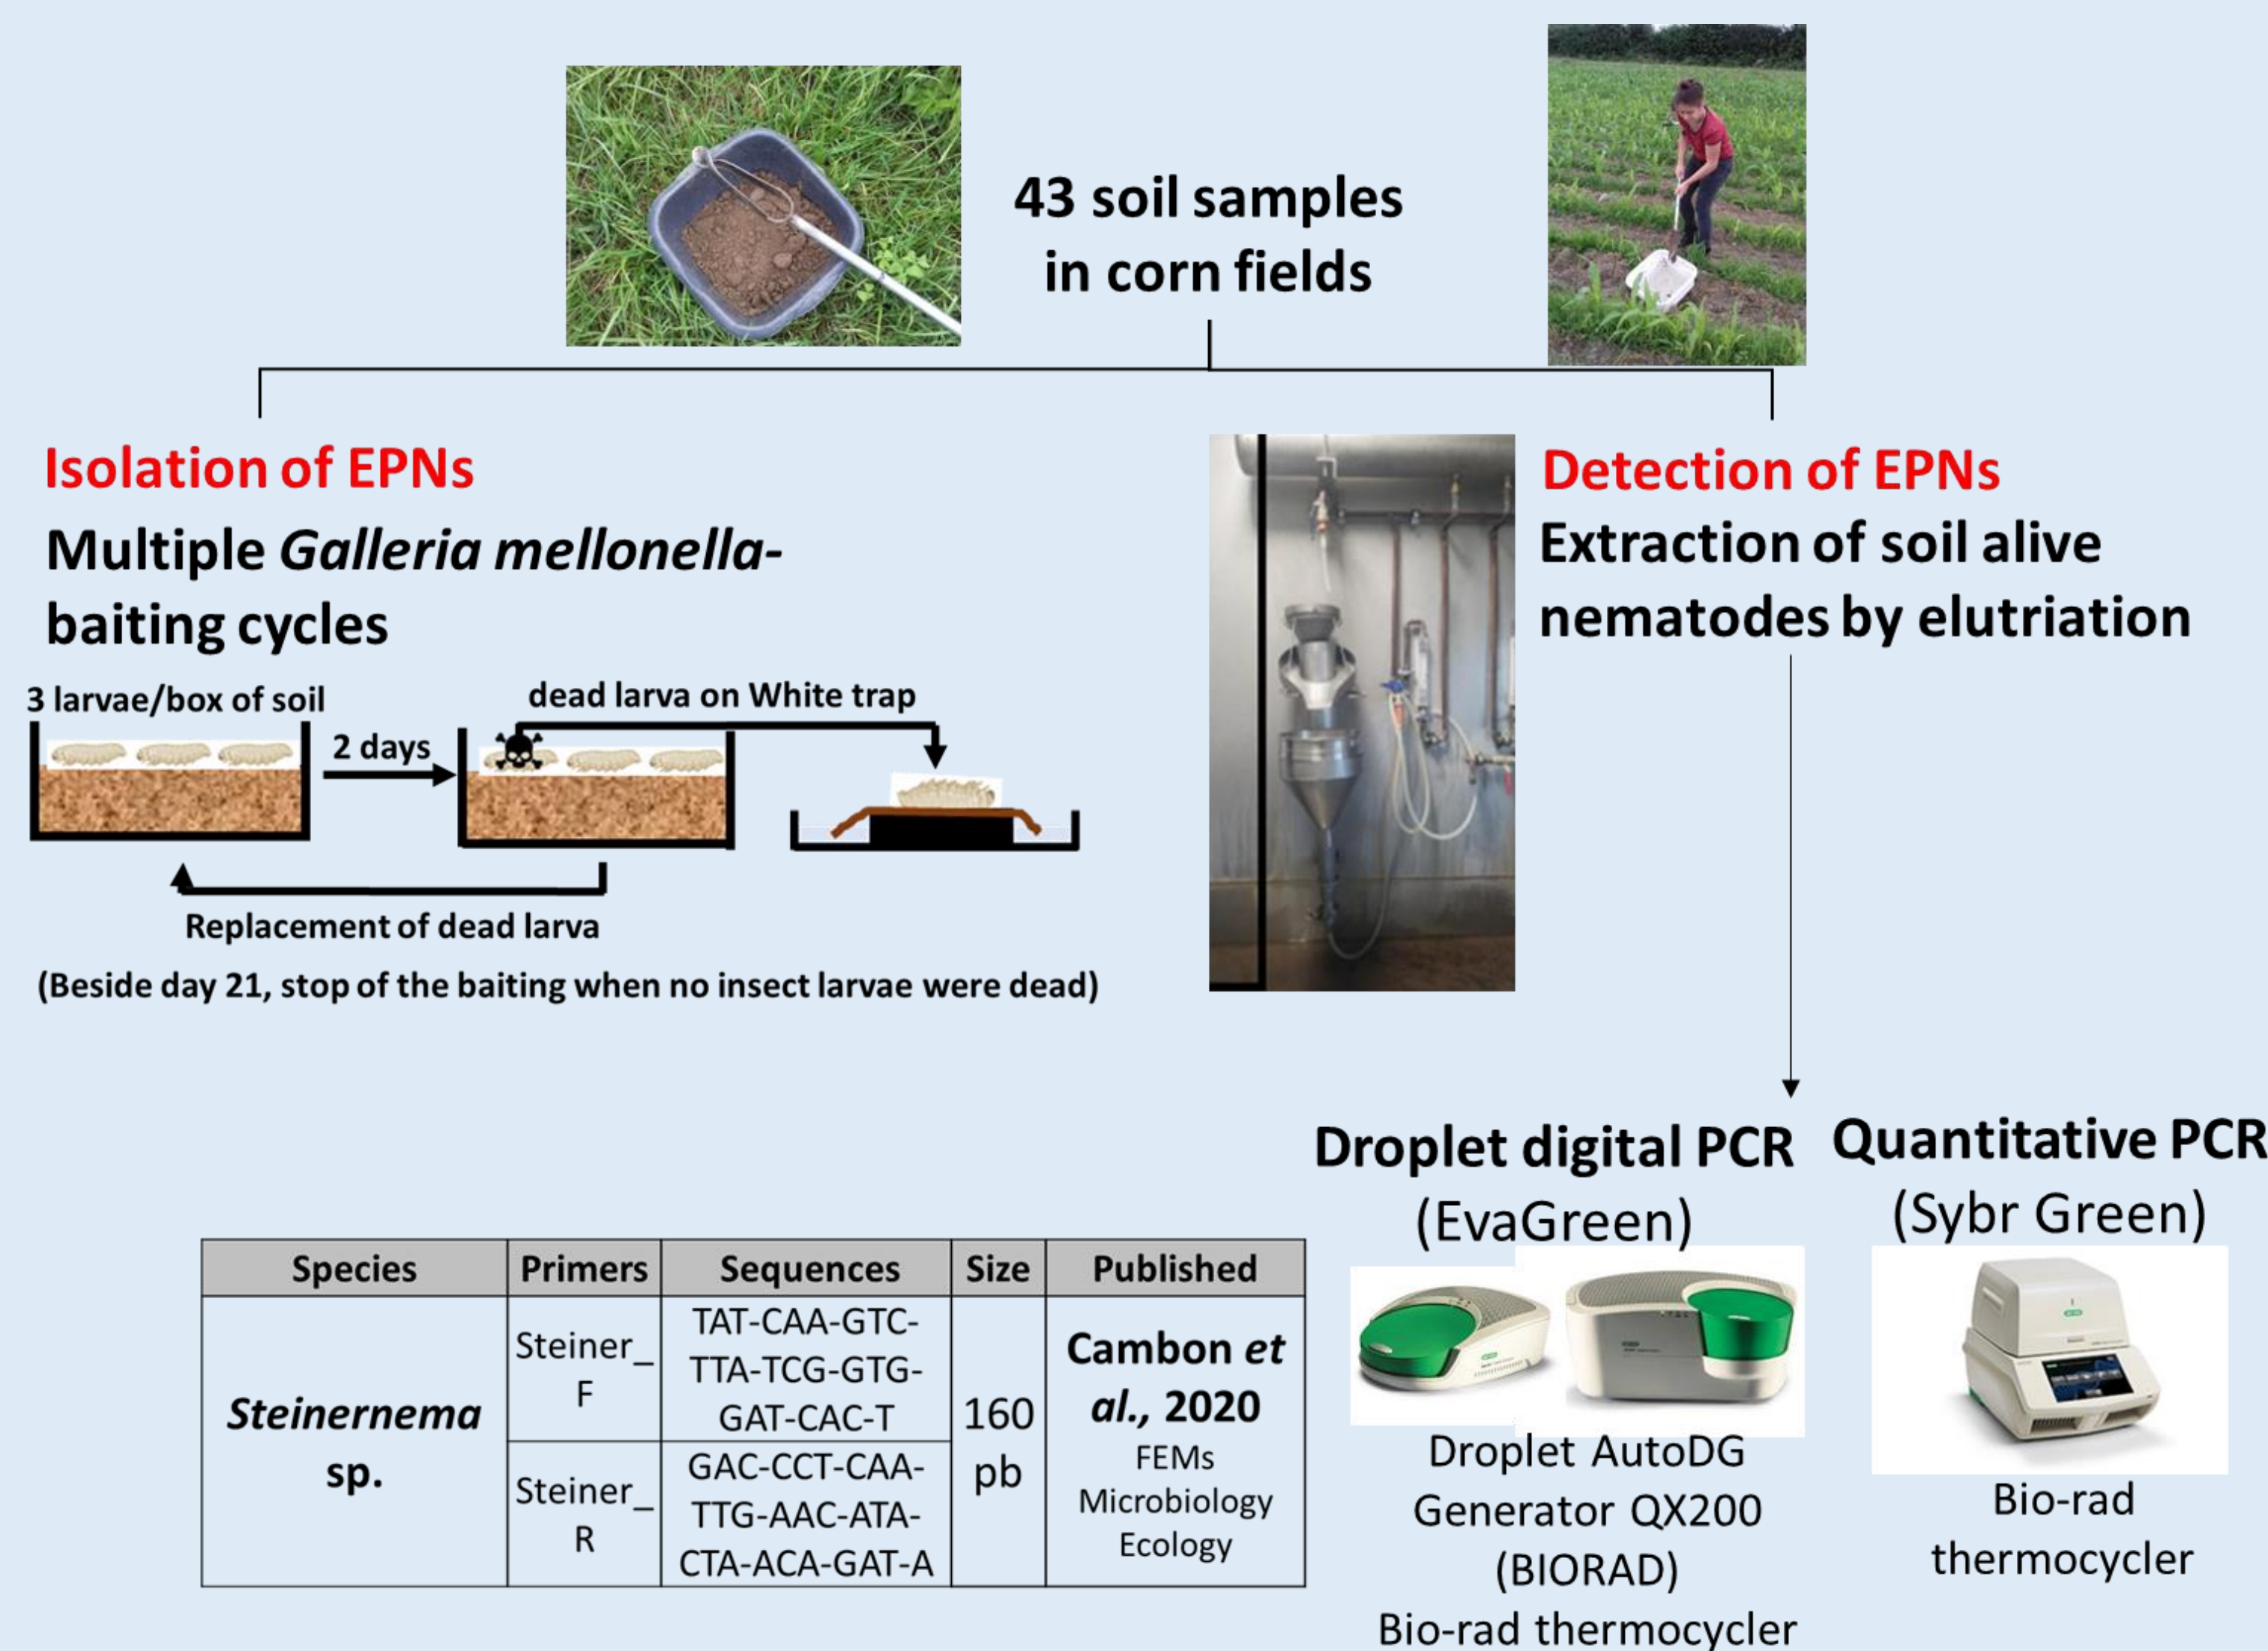 43 soil samples
in corn fields
Isolation of EPNs
Multiple Galleria mellonella-
baiting cycles
3 larvae/box of soil
2 days
dead larva on White trap
Replacement of dead larva
(Beside day 21, stop of the baiting when no insect larvae were dead)
Detection of EPNs
Extraction of soil alive
nematodes by elutriation
Droplet digital PCR
(EvaGreen)
Droplet AutoDG
Generator QX200
(BIORAD)
Bio-rad thermocycler
Quantitative PCR
(Sybr Green)
Bio-rad
thermocycler
Species Primers Sequences Size Published
Steinernema
sp.
Steiner_
F
TAT-CAA-GTC-
TTA-TCG-GTG-
GAT-CAC-T
Steiner_
R
GAC-CCT-CAA-
TTG-AAC-ATA-
CTA-ACA-GAT-A
160
pb
Cambon et
al., 2020
FEMs
Microbiology
Ecology